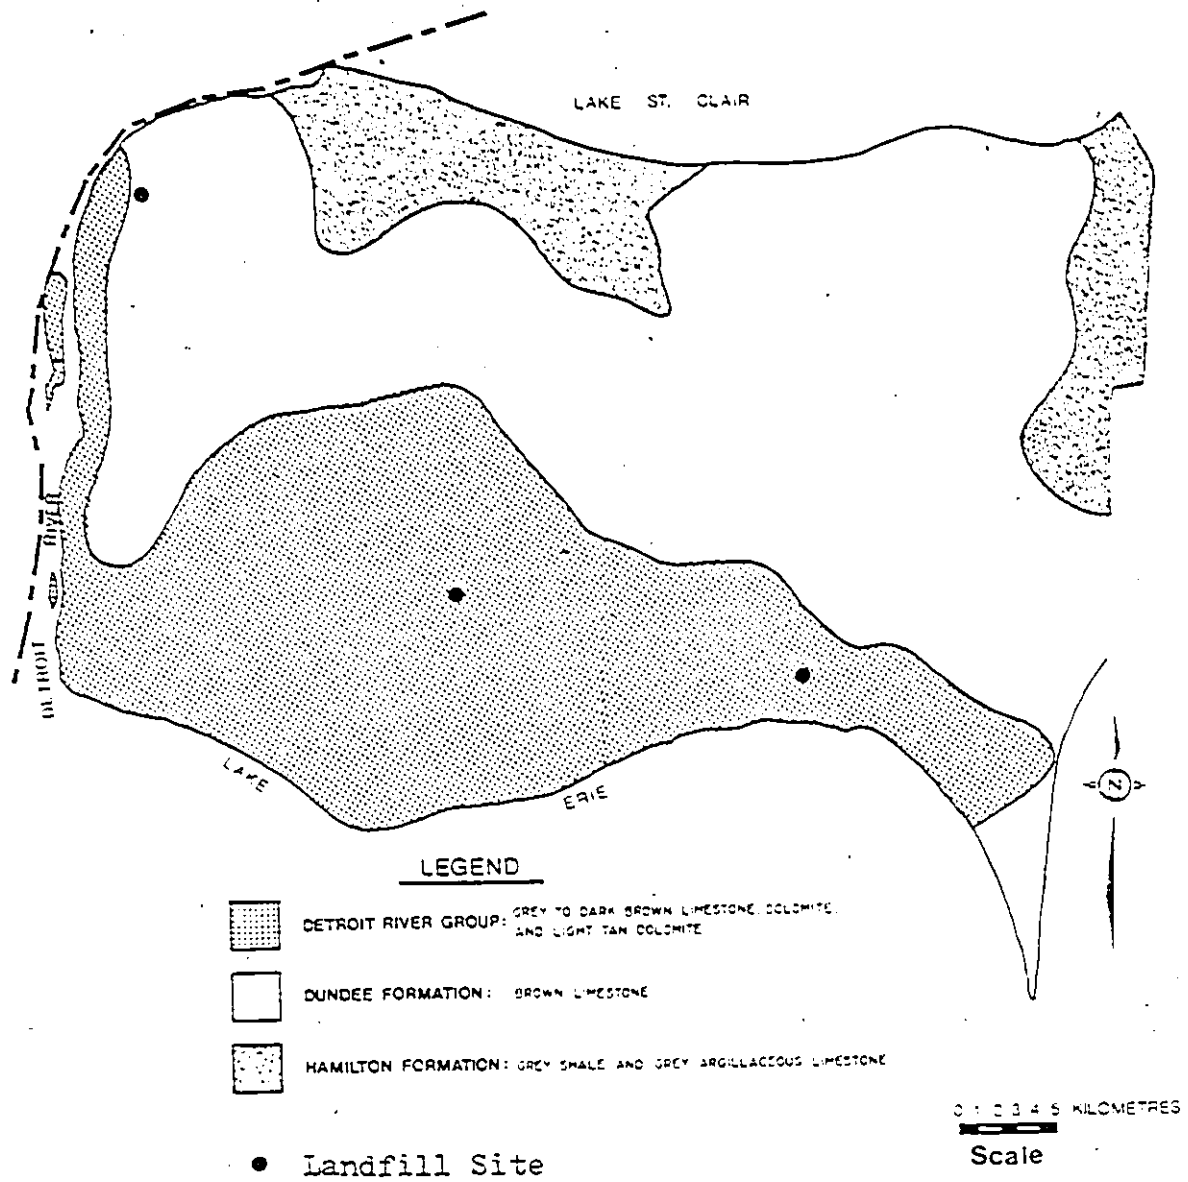 LAKE ST. CLAIR
DETROIT RIVER
LAKE ERIE
N
LEGEND
DETROIT RIVER GROUP: GREY TO DARK BROWN LIMESTONE, DOLOMITE,
AND LIGHT TAN DOLOMITE
DUNDEE FORMATION: BROWN LIMESTONE
HAMILTON FORMATION: GREY SHALE AND GREY ARGILLACEOUS LIMESTONE
0 1 2 3 4 5 KILOMETRES
Scale
Landfill Site